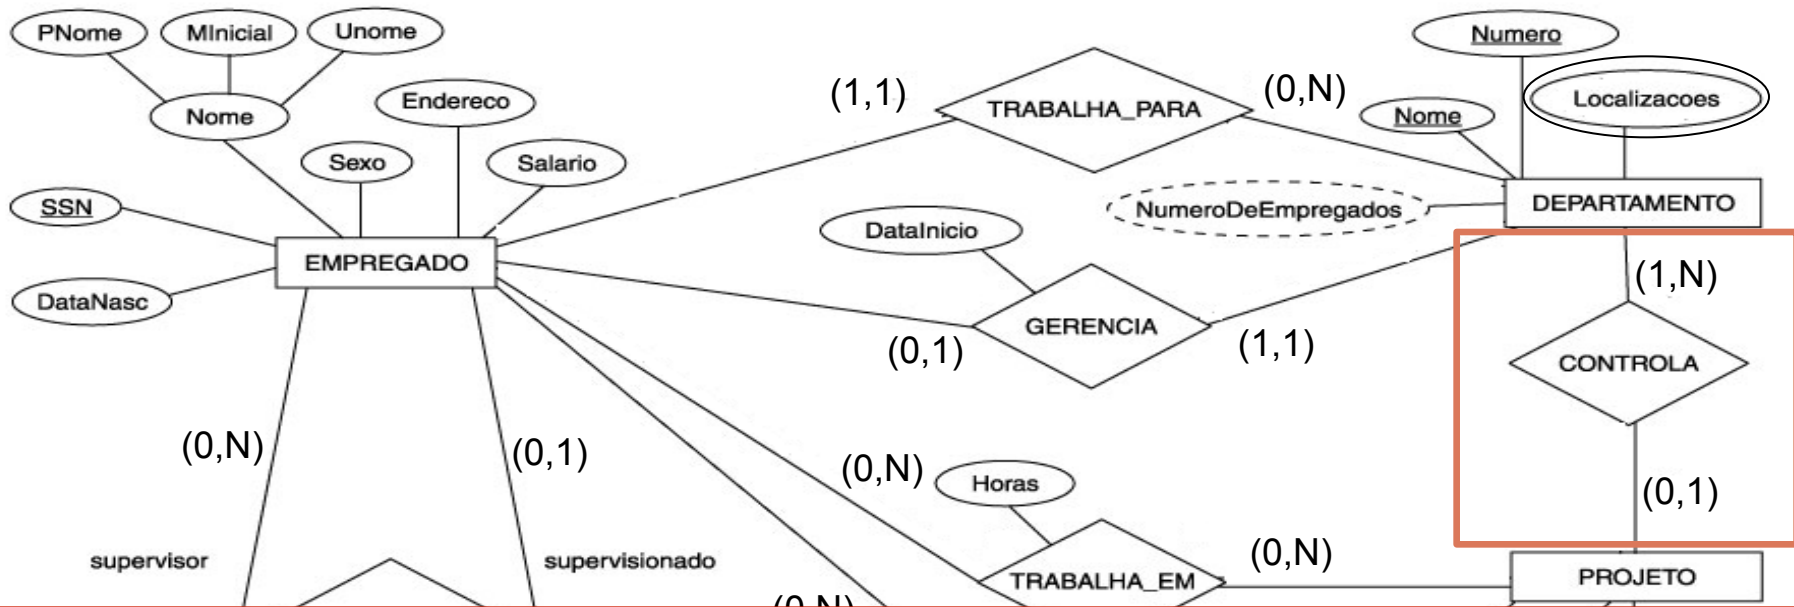 PNome
MInicial
Unome
Numero
Endereco
(1,1)
TRABALHA_PARA
(0,N)
Localizacoes
Nome
Nome
Sexo
Salario
SSN
NumeroDeEmpregados
DEPARTAMENTO
DataInicio
EMPREGADO
(1,N)
DataNasc
GERENCIA
(0,1)
(1,1)
CONTROLA
(0,N)
(0,1)
(0,N)
Horas
(0,1)
supervisor
supervisionado
(0,N)
TRABALHA_EM
PROJETO
(0,N)